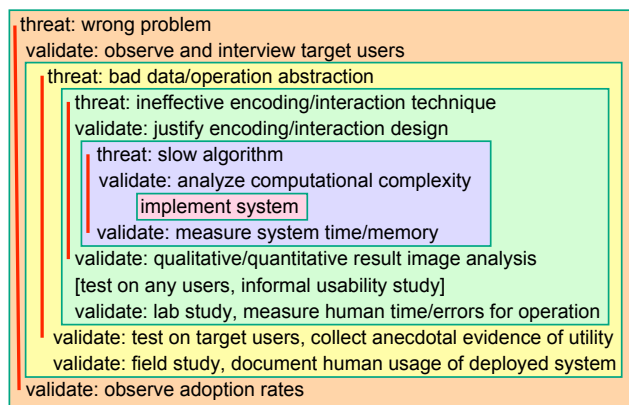 threat: wrong problem
validate: observe and interview target users
threat: bad data/operation abstraction
threat: ineffective encoding/interaction technique
validate: justify encoding/interaction design
threat: slow algorithm
validate: analyze computational complexity
implement system
validate: measure system time/memory
validate: qualitative/quantitative result image analysis
[test on any users, informal usability study]
validate: lab study, measure human time/errors for operation
validate: test on target users, collect anecdotal evidence of utility
validate: field study, document human usage of deployed system
validate: observe adoption rates